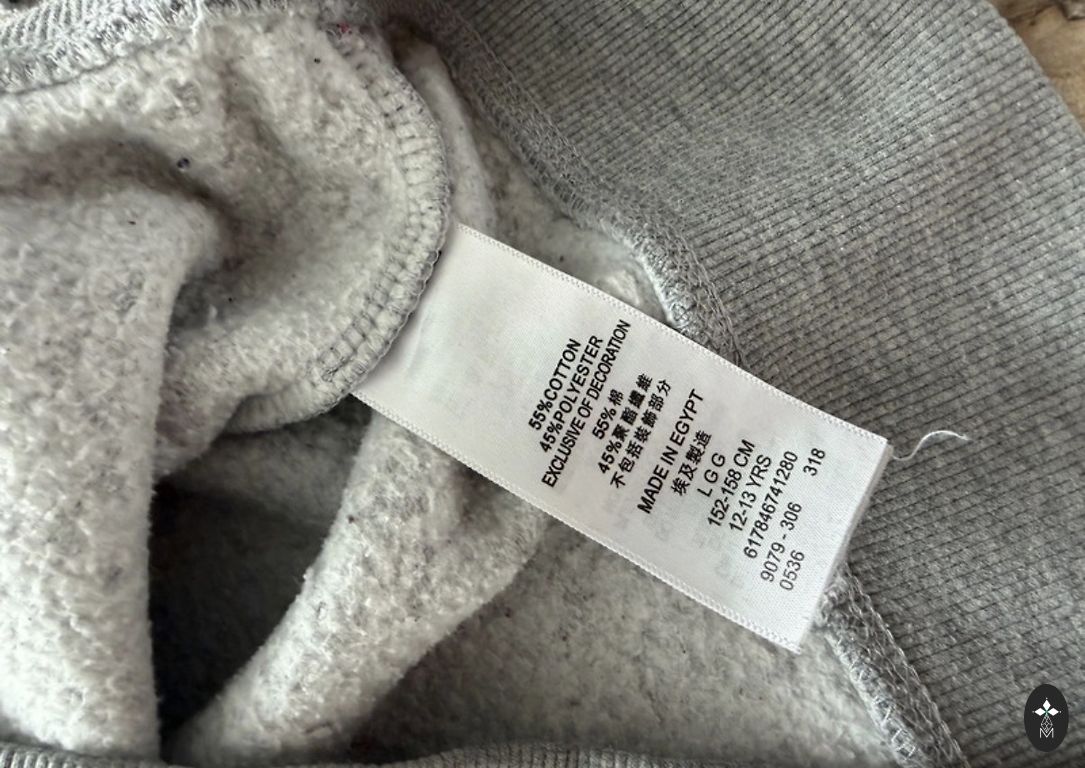 55%COTTON
45%POLYESTER
EXCLUSIVE OF DECORATION
55% 棉
45%聚酯纖維
不包括裝飾部分
MADE IN EGYPT
埃及製造
L G G
152-158 CM
12-13 YRS
617846741280
9079 - 306 318
0536
M